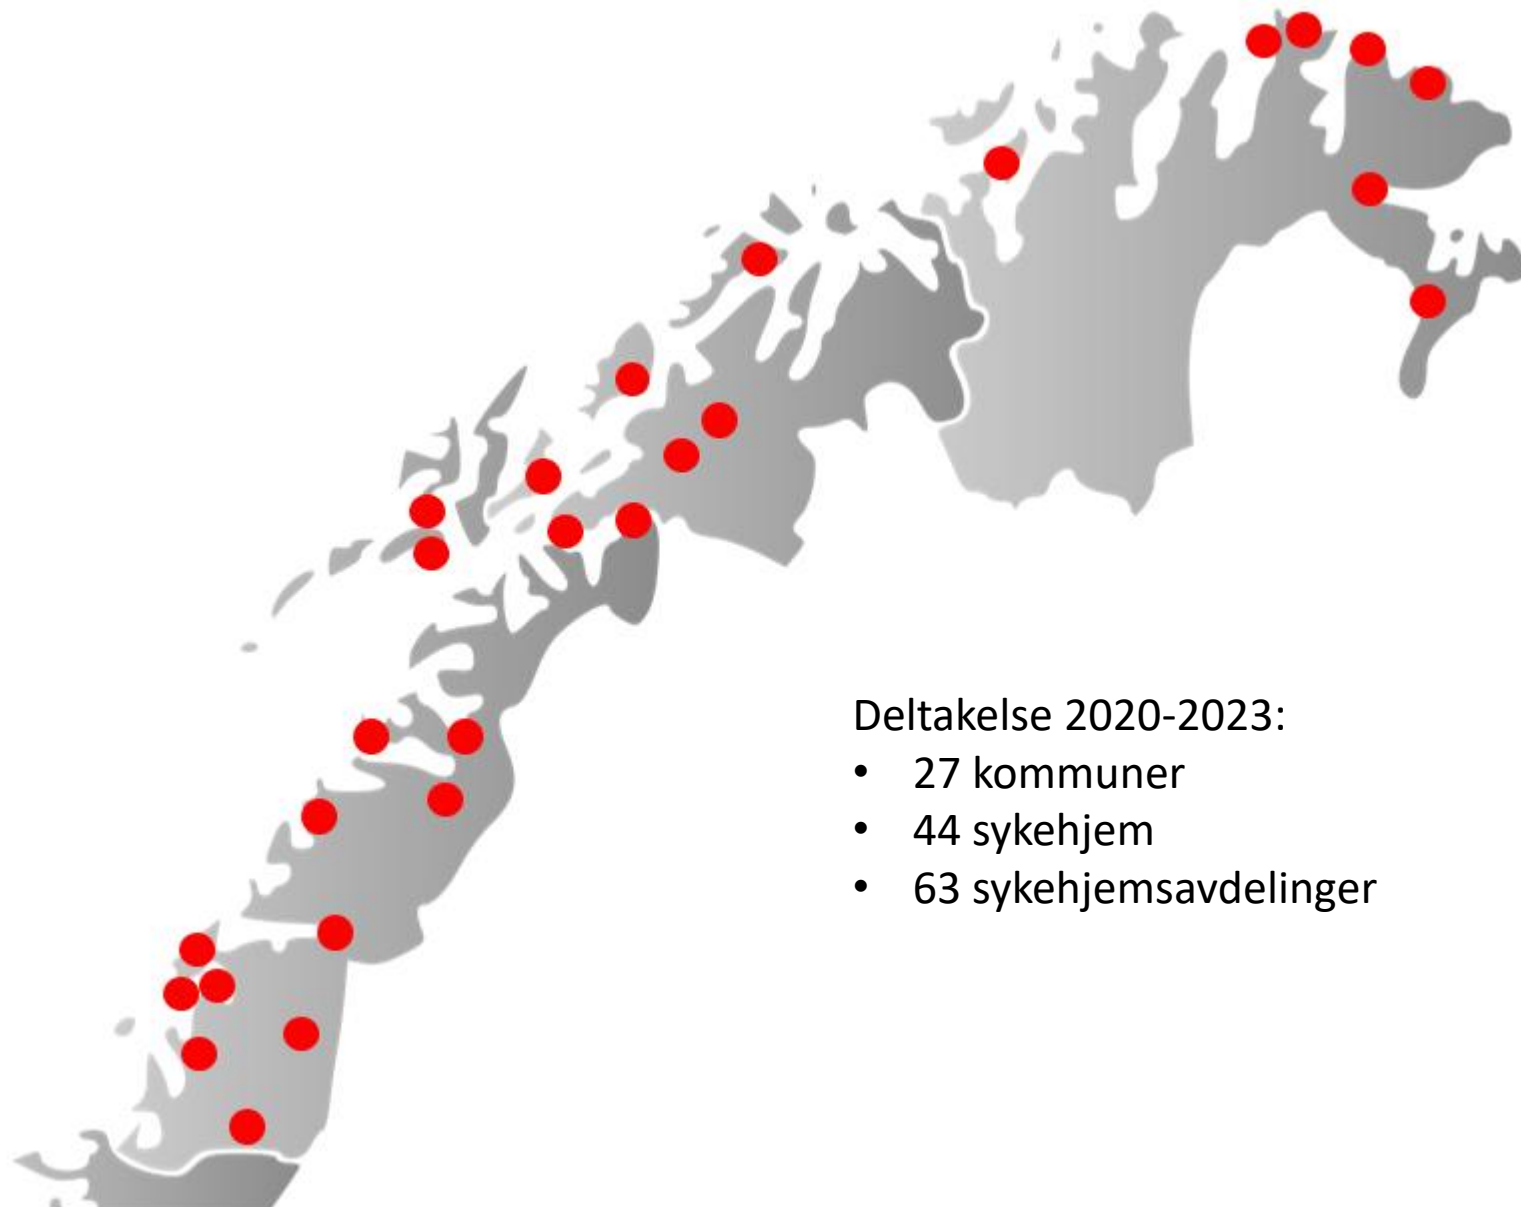 Deltakelse 2020-2023:
• 27 kommuner
• 44 sykehjem
• 63 sykehjemsavdelinger